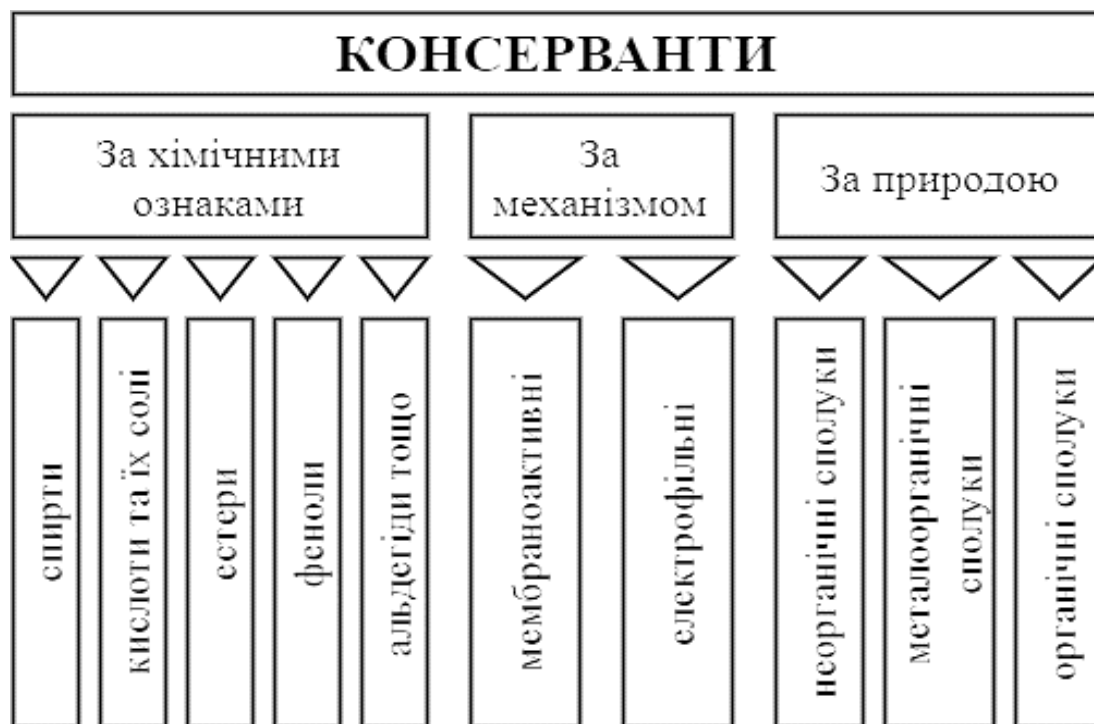 КОНСЕРВАНТИ
За хімічними
ознаками
За
механізмом
За природою
спирти
кислоти та їх солі
естери
феноли
альдегіди тощо
мембраноактивні
електрофільні
неорганічні сполуки
металоорганічні
сполуки
органічні сполуки